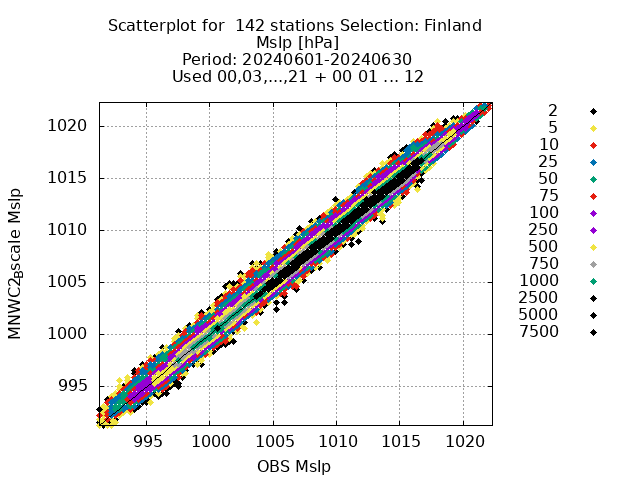 Scatterplot for  142 stations Selection: Finland
Mslp [hPa]
Period: 20240601-20240630
Used 00,03,...,21 + 00 01 ... 12
MNWC2.5scale Mslp
1020
1015
1010
1005
1000
995
995 1000 1005 1010 1015 1020
OBS Mslp
2
5
10
25
50
75
100
250
500
750
1000
2500
5000
7500